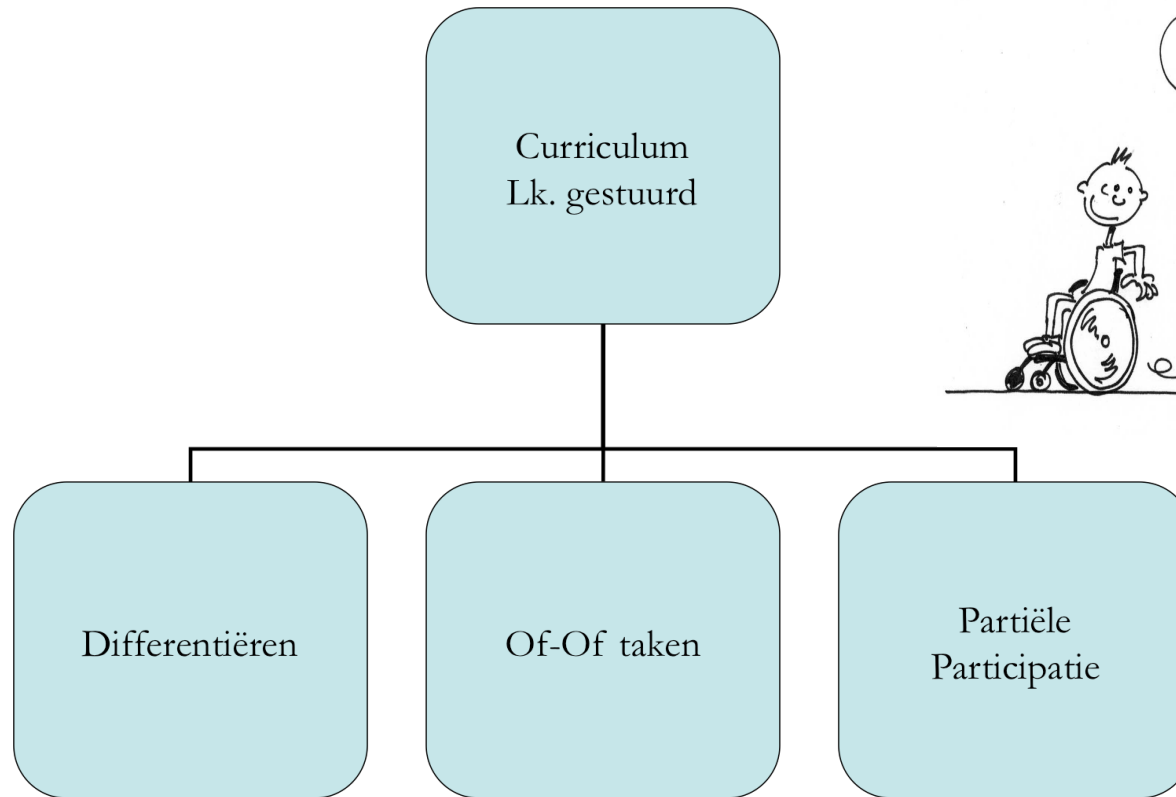 Curriculum
Lk. gestuurd
Differentiëren
Of-Of taken
Partiële
Participatie